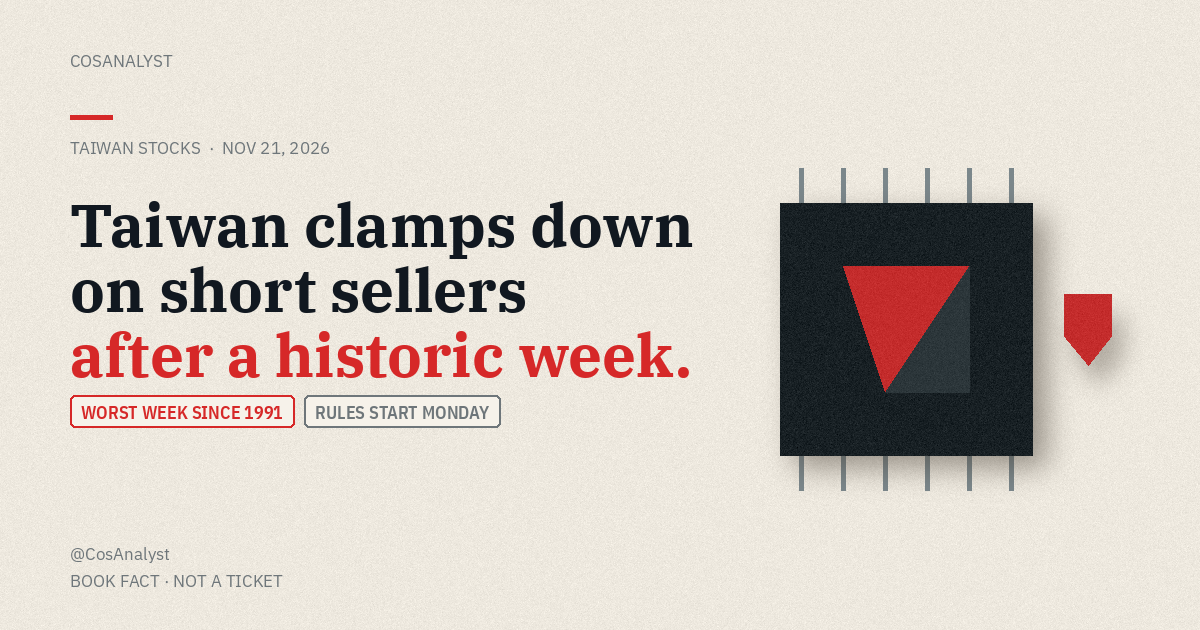 COSANALYST
TAIWAN STOCKS · NOV 21, 2026
Taiwan clamps down
on short sellers
after a historic week.
WORST WEEK SINCE 1991 RULES START MONDAY
@CosAnalyst
BOOK FACT · NOT A TICKET